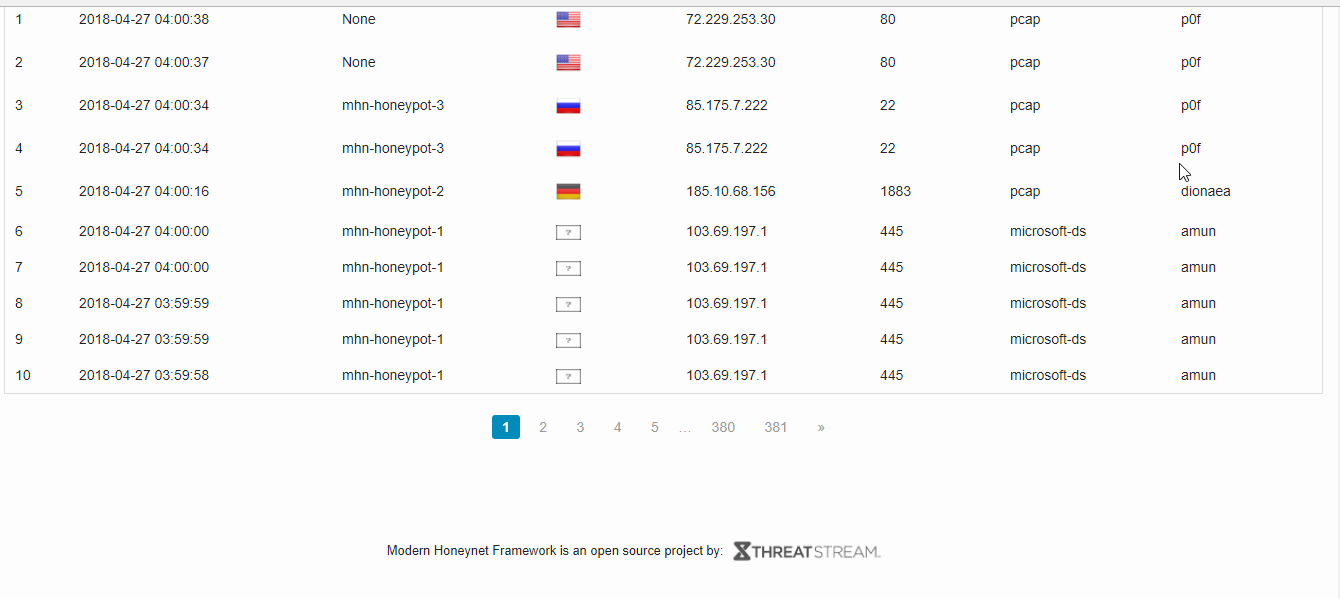 1 2018-04-27 04:00:38 None 72.229.253.30 80 pcap p0f
2 2018-04-27 04:00:37 None 72.229.253.30 80 pcap p0f
3 2018-04-27 04:00:34 mhn-honeypot-3 85.175.7.222 22 pcap p0f
4 2018-04-27 04:00:34 mhn-honeypot-3 85.175.7.222 22 pcap p0f
5 2018-04-27 04:00:16 mhn-honeypot-2 185.10.68.156 1883 pcap dionaea
6 2018-04-27 04:00:00 mhn-honeypot-1 ? 103.69.197.1 445 microsoft-ds amun
7 2018-04-27 04:00:00 mhn-honeypot-1 ? 103.69.197.1 445 microsoft-ds amun
8 2018-04-27 03:59:59 mhn-honeypot-1 ? 103.69.197.1 445 microsoft-ds amun
9 2018-04-27 03:59:59 mhn-honeypot-1 ? 103.69.197.1 445 microsoft-ds amun
10 2018-04-27 03:59:58 mhn-honeypot-1 ? 103.69.197.1 445 microsoft-ds amun
1 2 3 4 5 ... 380 381 »
Modern Honeynet Framework is an open source project by: THREATSTREAM.